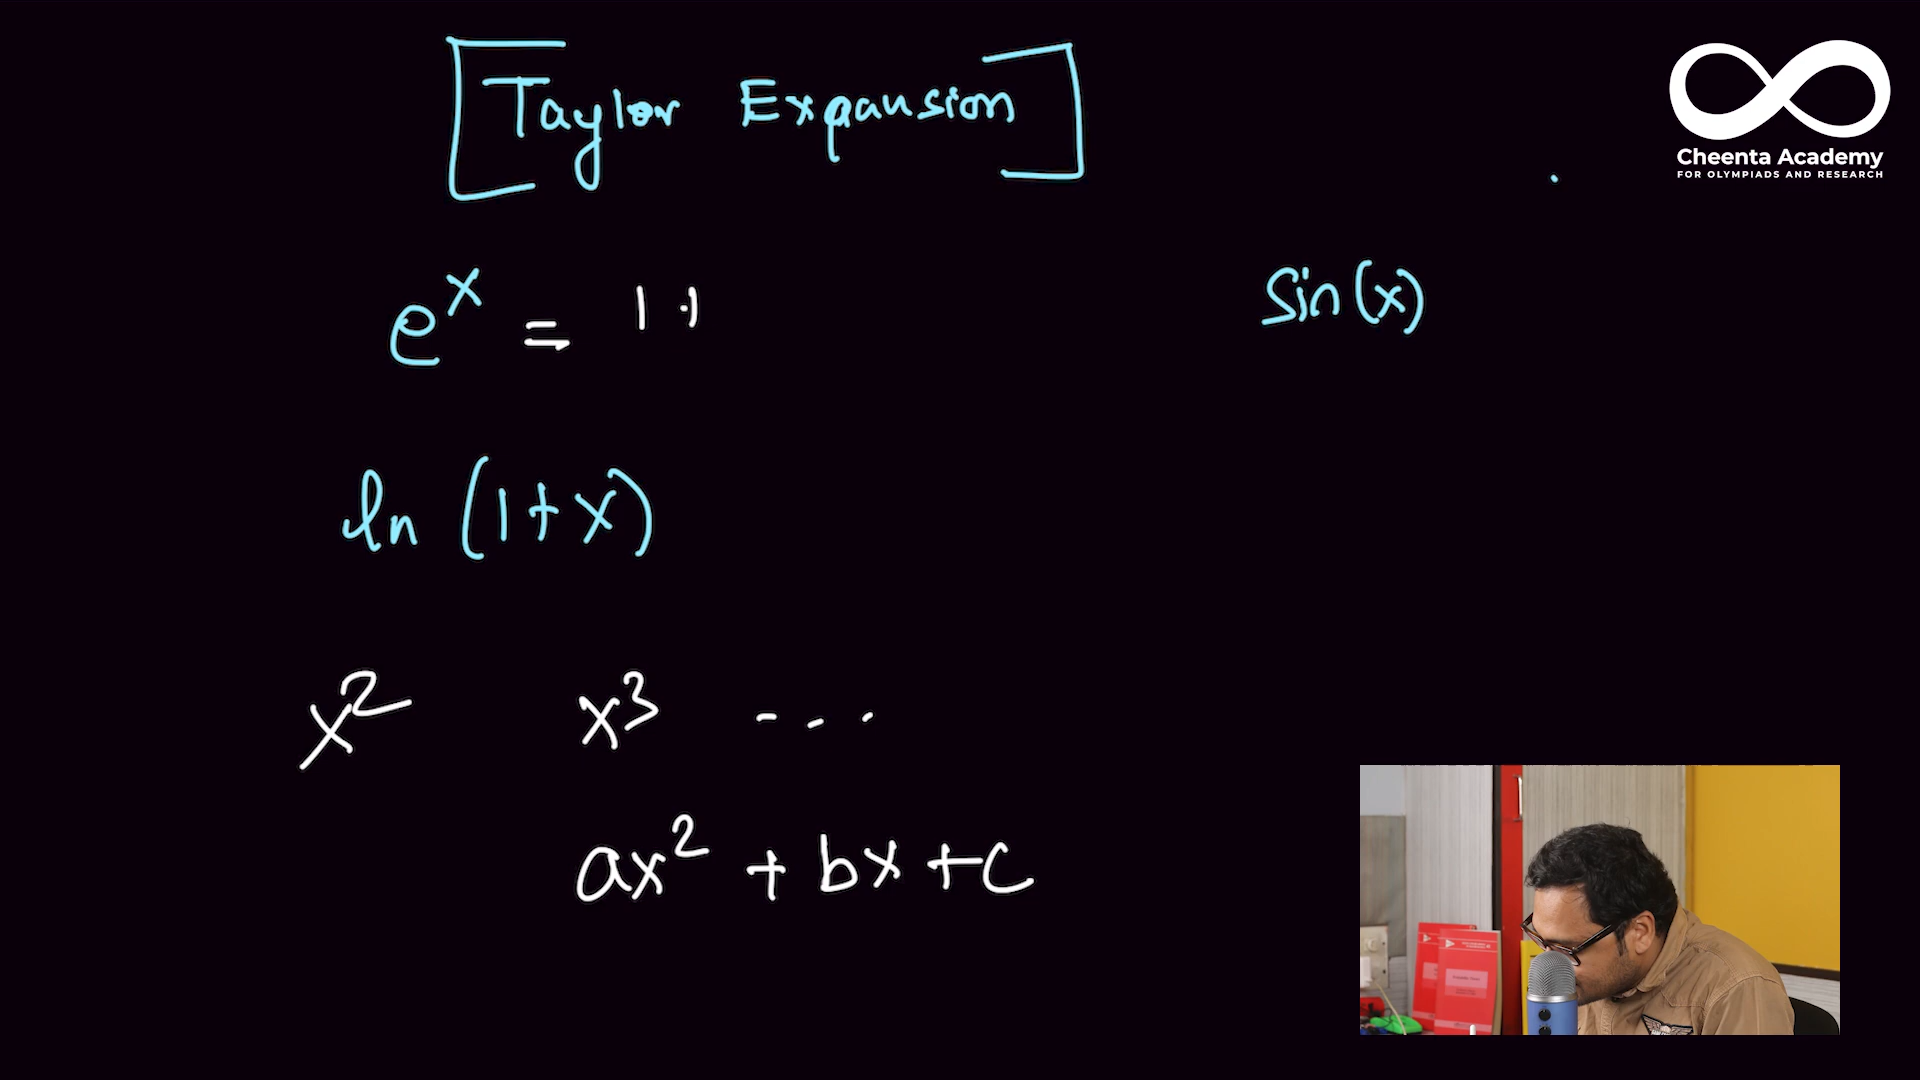 [Taylor Expansion]
Cheenta Academy
FOR OLYMPIADS AND RESEARCH
e^x = 1
sin(x)
ln (1+x)
x^2 x^3 ...
ax^2 + bx + c